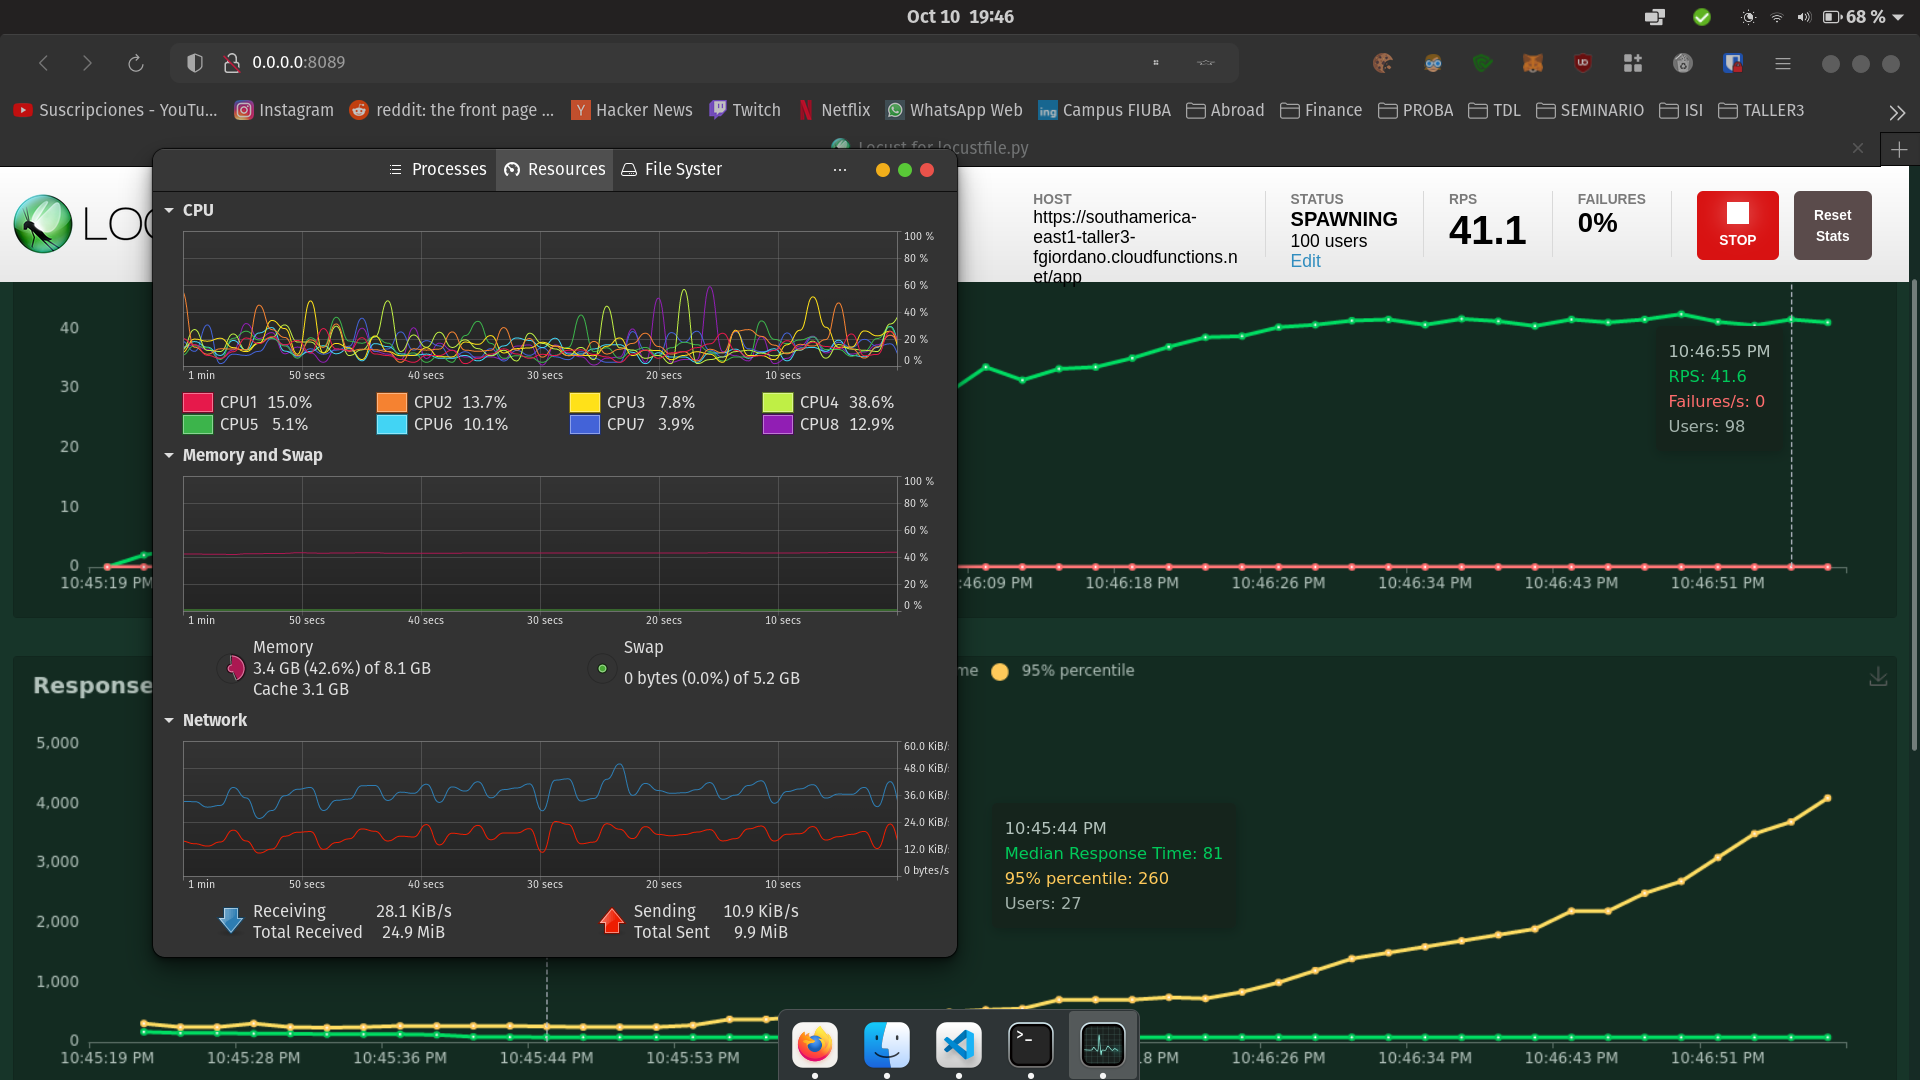 Oct 10 19:46
68 %
0.0.0.0:8089
Suscripciones - YouTu...
Instagram
reddit: the front page ...
Hacker News
Twitch
Netflix
WhatsApp Web
Campus FIUBA
Abroad
Finance
PROBA
TDL
SEMINARIO
ISI
TALLER3
Locust for locustfile.py
Processes
Resources
File Syster
LOC
HOST
https://southamerica-
east1-taller3-
fgiordano.cloudfunctions.n
et/app
STATUS
SPAWNING
100 users
Edit
RPS
41.1
FAILURES
0%
STOP
Reset
Stats
CPU
100 %
80 %
60 %
40 %
20 %
0 %
1 min
50 secs
40 secs
30 secs
20 secs
10 secs
CPU1 15.0%
CPU2 13.7%
CPU3 7.8%
CPU4 38.6%
CPU5 5.1%
CPU6 10.1%
CPU7 3.9%
CPU8 12.9%
Memory and Swap
100 %
80 %
60 %
40 %
20 %
0 %
1 min
50 secs
40 secs
30 secs
20 secs
10 secs
Memory
3.4 GB (42.6%) of 8.1 GB
Cache 3.1 GB
Swap
0 bytes (0.0%) of 5.2 GB
Network
60.0 KiB/
48.0 KiB/
36.0 KiB/
24.0 KiB/
12.0 KiB/
0 bytes/s
1 min
50 secs
40 secs
30 secs
20 secs
10 secs
Receiving 28.1 KiB/s
Total Received 24.9 MiB
Sending 10.9 KiB/s
Total Sent 9.9 MiB
40
30
20
10
0
10:45:19 PM
:46:09 PM
10:46:18 PM
10:46:26 PM
10:46:34 PM
10:46:43 PM
10:46:51 PM
10:46:55 PM
RPS: 41.6
Failures/s: 0
Users: 98
Response
me
95% percentile
5,000
4,000
3,000
2,000
1,000
0
10:45:44 PM
Median Response Time: 81
95% percentile: 260
Users: 27
10:45:19 PM
10:45:28 PM
10:45:36 PM
10:45:44 PM
10:45:53 PM
18 PM
10:46:26 PM
10:46:34 PM
10:46:43 PM
10:46:51 PM